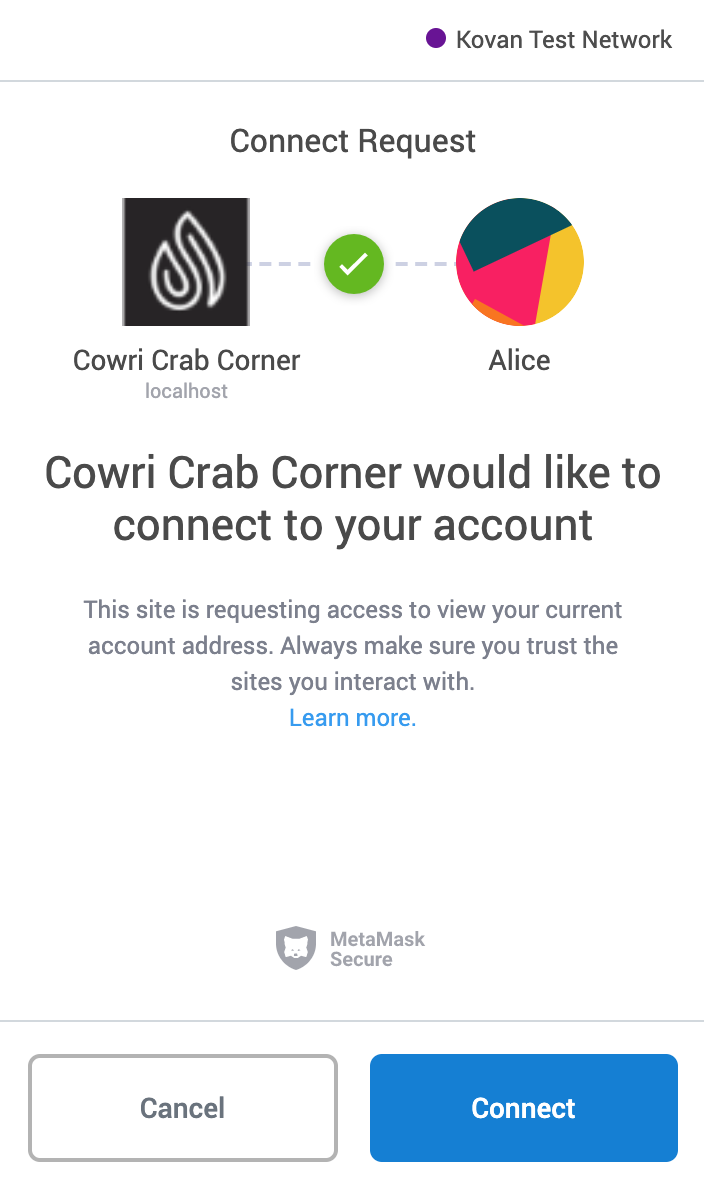 Kovan Test Network
Connect Request
Cowri Crab Corner
localhost
Alice
Cowri Crab Corner would like to
connect to your account
This site is requesting access to view your current
account address. Always make sure you trust the
sites you interact with.
Learn more.
MetaMask
Secure
Cancel
Connect